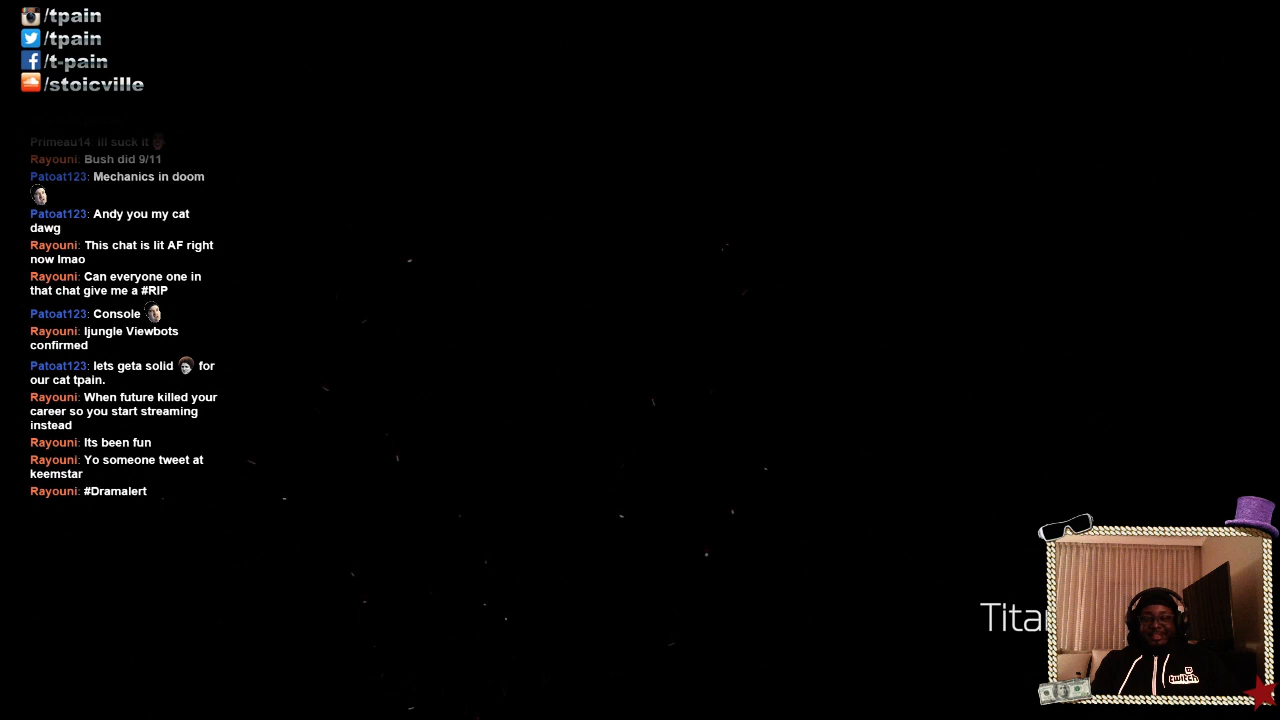 /tpain
/tpain
/t-pain
/stoicville
Primeau14: ill suck it
Rayouni: Bush did 9/11
Patoat123: Mechanics in doom
Patoat123: Andy you my cat
dawg
Rayouni: This chat is lit AF right
now lmao
Rayouni: Can everyone one in
that chat give me a #RIP
Patoat123: Console
Rayouni: Ijungle Viewbots
confirmed
Patoat123: lets geta solid for
our cat tpain.
Rayouni: When future killed your
career so you start streaming
instead
Rayouni: Its been fun
Rayouni: Yo someone tweet at
keemstar
Rayouni: #Dramalert
Tita
twitch